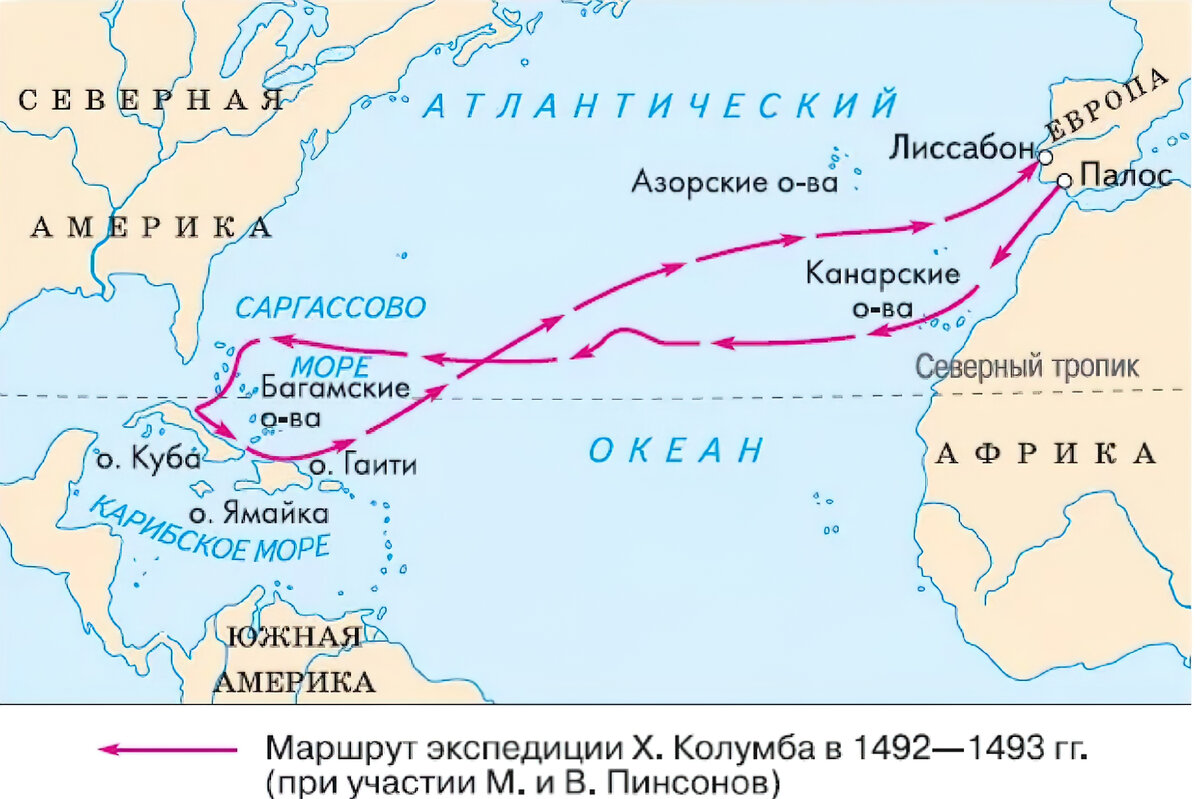 СЕВЕРНАЯ
АМЕРИКА
АТЛАНТИЧЕСКИЙ
ЕВРОПА
Лиссабон
Палос
Азорские о-ва
Канарские
о-ва
САРГАССОВО
МОРЕ
Северный тропик
Багамские
о-ва
ОКЕАН
АФРИКА
о. Куба
о. Гаити
о. Ямайка
КАРИБСКОЕ МОРЕ
ЮЖНАЯ
АМЕРИКА
Маршрут экспедиции Х. Колумба в 1492—1493 гг.
(при участии М. и В. Пинсонов)